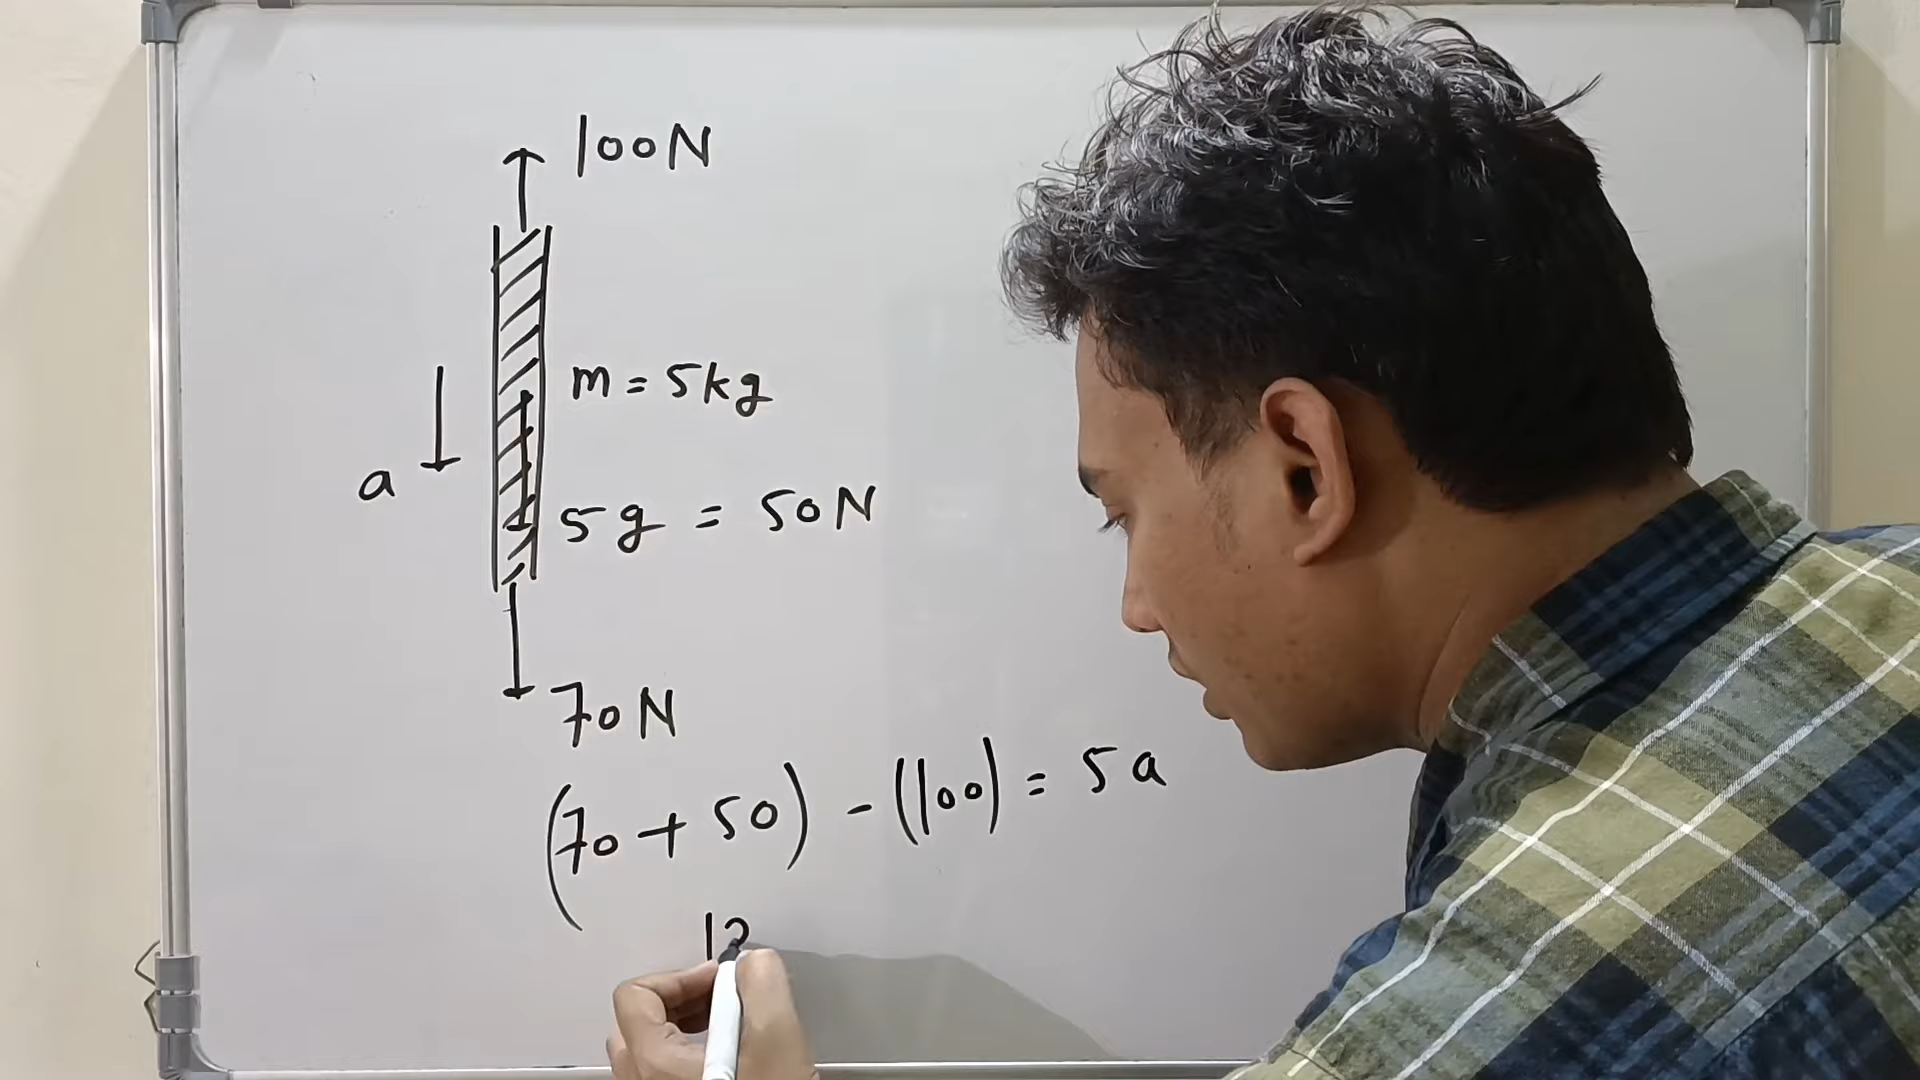 100N
m = 5kg
a
5g = 50N
70N
(70 + 50) - (100) = 5a
12